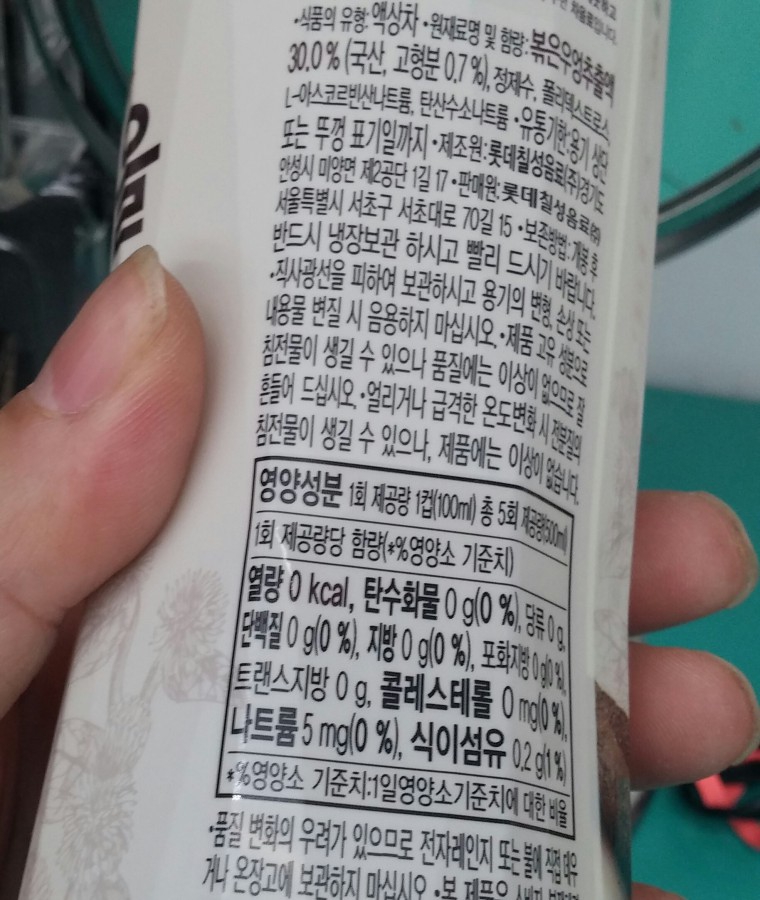 처음료입니다.
•식품의 유형: 액상차 •원재료명 및 함량: 볶은우엉추출액
30.0 % (국산, 고형분 0.7 %), 정제수, 폴리덱스트로스,
L-아스코르빈산나트륨, 탄산수소나트륨 •유통기한: 용기 상단
또는 뚜껑 표기일까지 •제조원: 롯데칠성음료(주) 경기도
안성시 미양면 제2공단 1길 17 •판매원: 롯데칠성음료(주)
서울특별시 서초구 서초대로 70길 15 •보존방법: 개봉 후
반드시 냉장보관 하시고 빨리 드시기 바랍니다.
•직사광선을 피하여 보관하시고 용기의 변형, 손상 또는
내용물 변질 시 음용하지 마십시오. •제품 고유 성분으로
침전물이 생길 수 있으나 품질에는 이상이 없으므로 잘
흔들어 드십시오. •얼리거나 급격한 온도변화 시 전분질의
침전물이 생길 수 있으나, 제품에는 이상이 없습니다.
영양성분 1회 제공량 1컵(100ml) 총 5회 제공량(500ml)
1회 제공량당 함량(*%영양소 기준치)
열량 0 kcal, 탄수화물 0 g(0 %), 당류 0 g,
단백질 0 g(0 %), 지방 0 g(0 %), 포화지방 0 g(0 %),
트랜스지방 0 g, 콜레스테롤 0 mg(0 %),
나트륨 5 mg(0 %), 식이섬유 0.2 g(1 %)
*%영양소 기준치:1일영양소기준치에 대한 비율
•품질 변화의 우려가 있으므로 전자레인지 또는 불에 직접 데우
거나 온장고에 보관하지 마십시오 •본 제품은